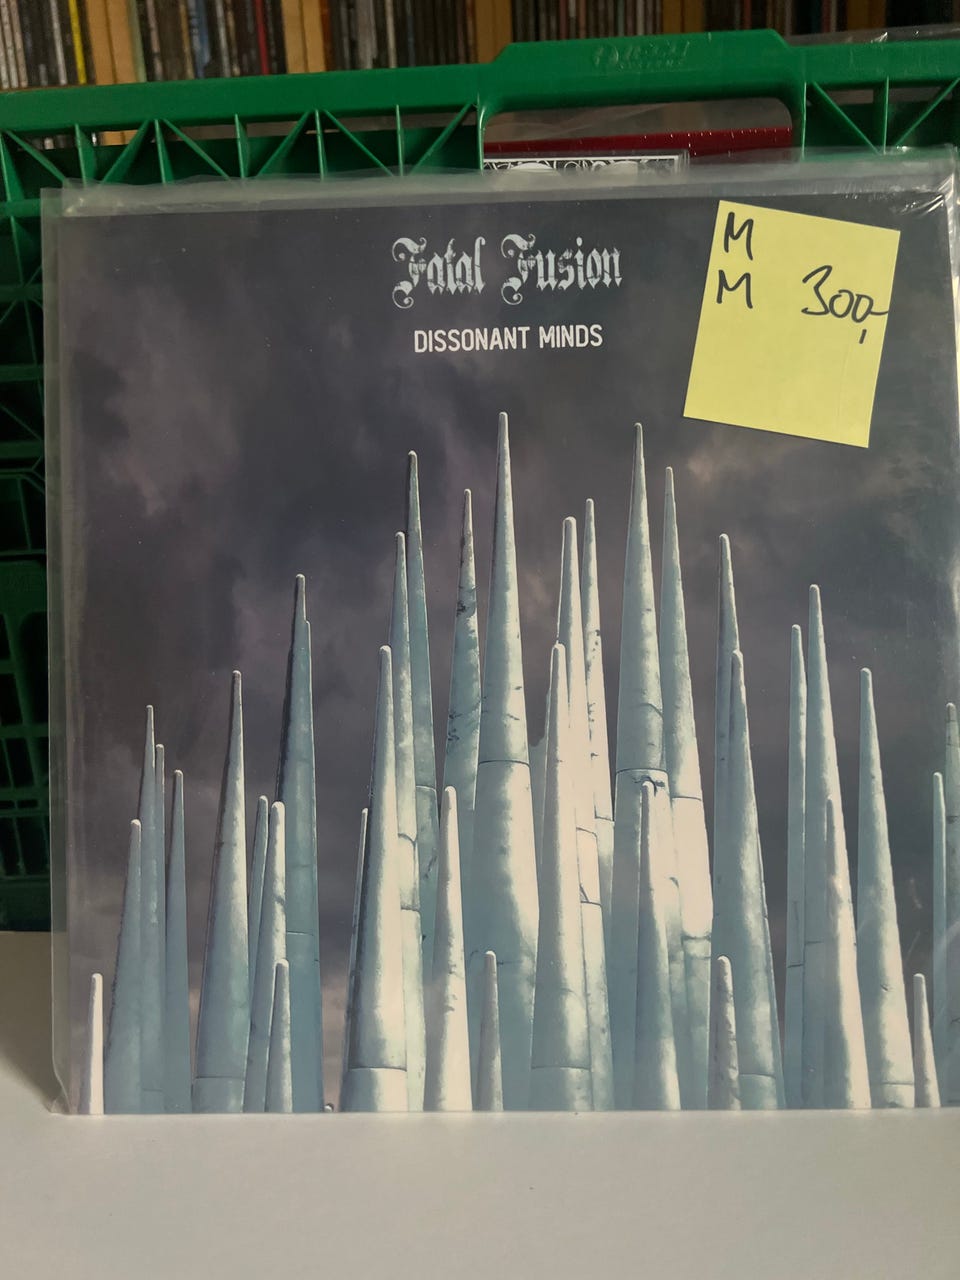 Fatal Fusion
DISSONANT MINDS
M
M 300,-